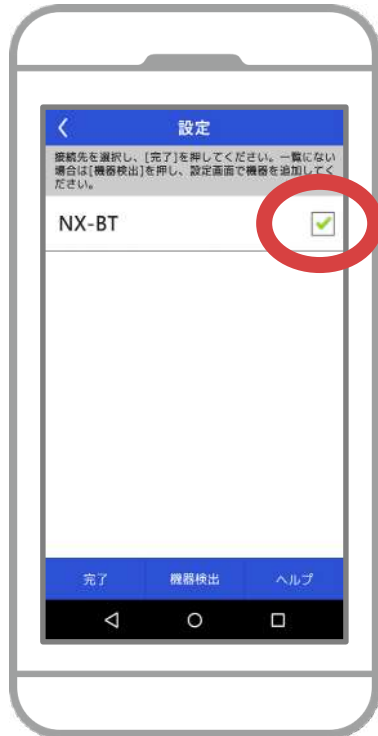 設定
接続先を選択し、[完了]を押してください。一覧にない
場合は[機器検出]を押し、設定画面で機器を追加してく
ださい。
NX-BT
完了 機器検出 ヘルプ